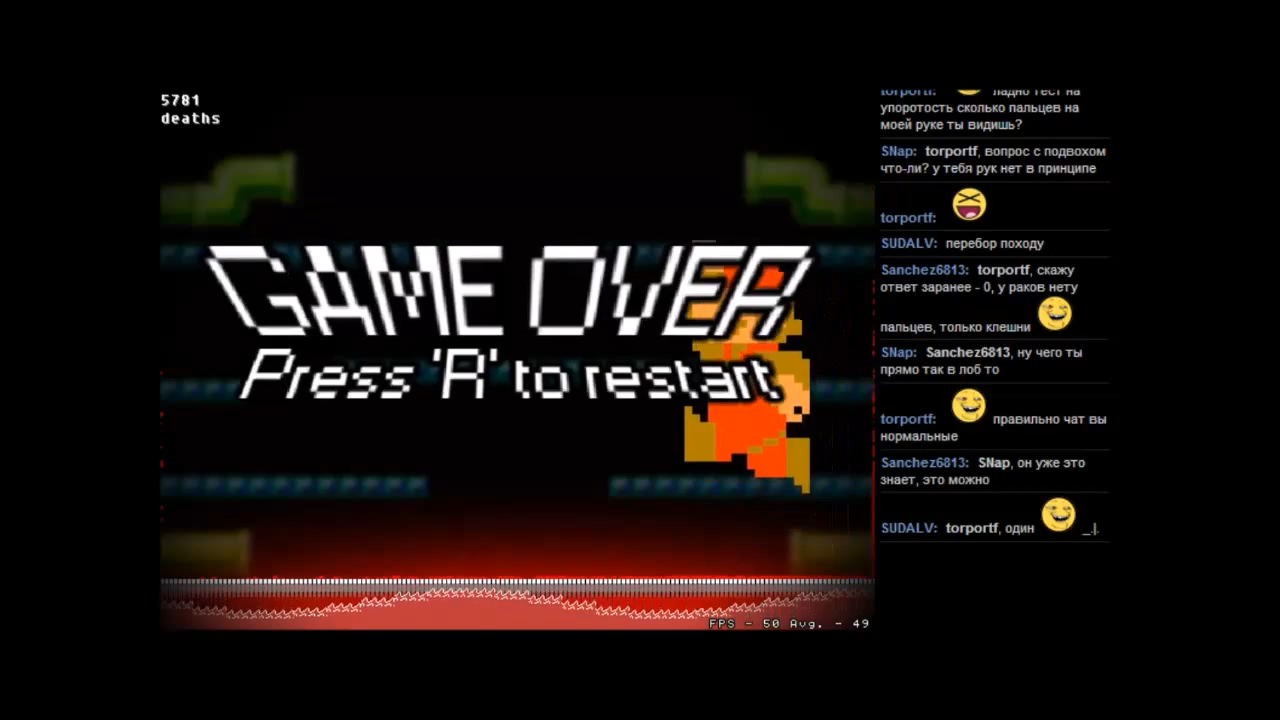 5781
deaths
GAME OVER
Press 'R' to restart
FPS - 50 Avg. - 49
torportf: ладно тест на
упоротость сколько пальцев на
моей руке ты видишь?
SNap: torportf, вопрос с подвохом
что-ли? у тебя рук нет в принципе
torportf:
SUDALV: перебор походу
Sanchez6813: torportf, скажу
ответ заранее - 0, у раков нету
пальцев, только клешни
SNap: Sanchez6813, ну чего ты
прямо так в лоб то
torportf: правильно чат вы
нормальные
Sanchez6813: SNap, он уже это
знает, это можно
SUDALV: torportf, один _.|.